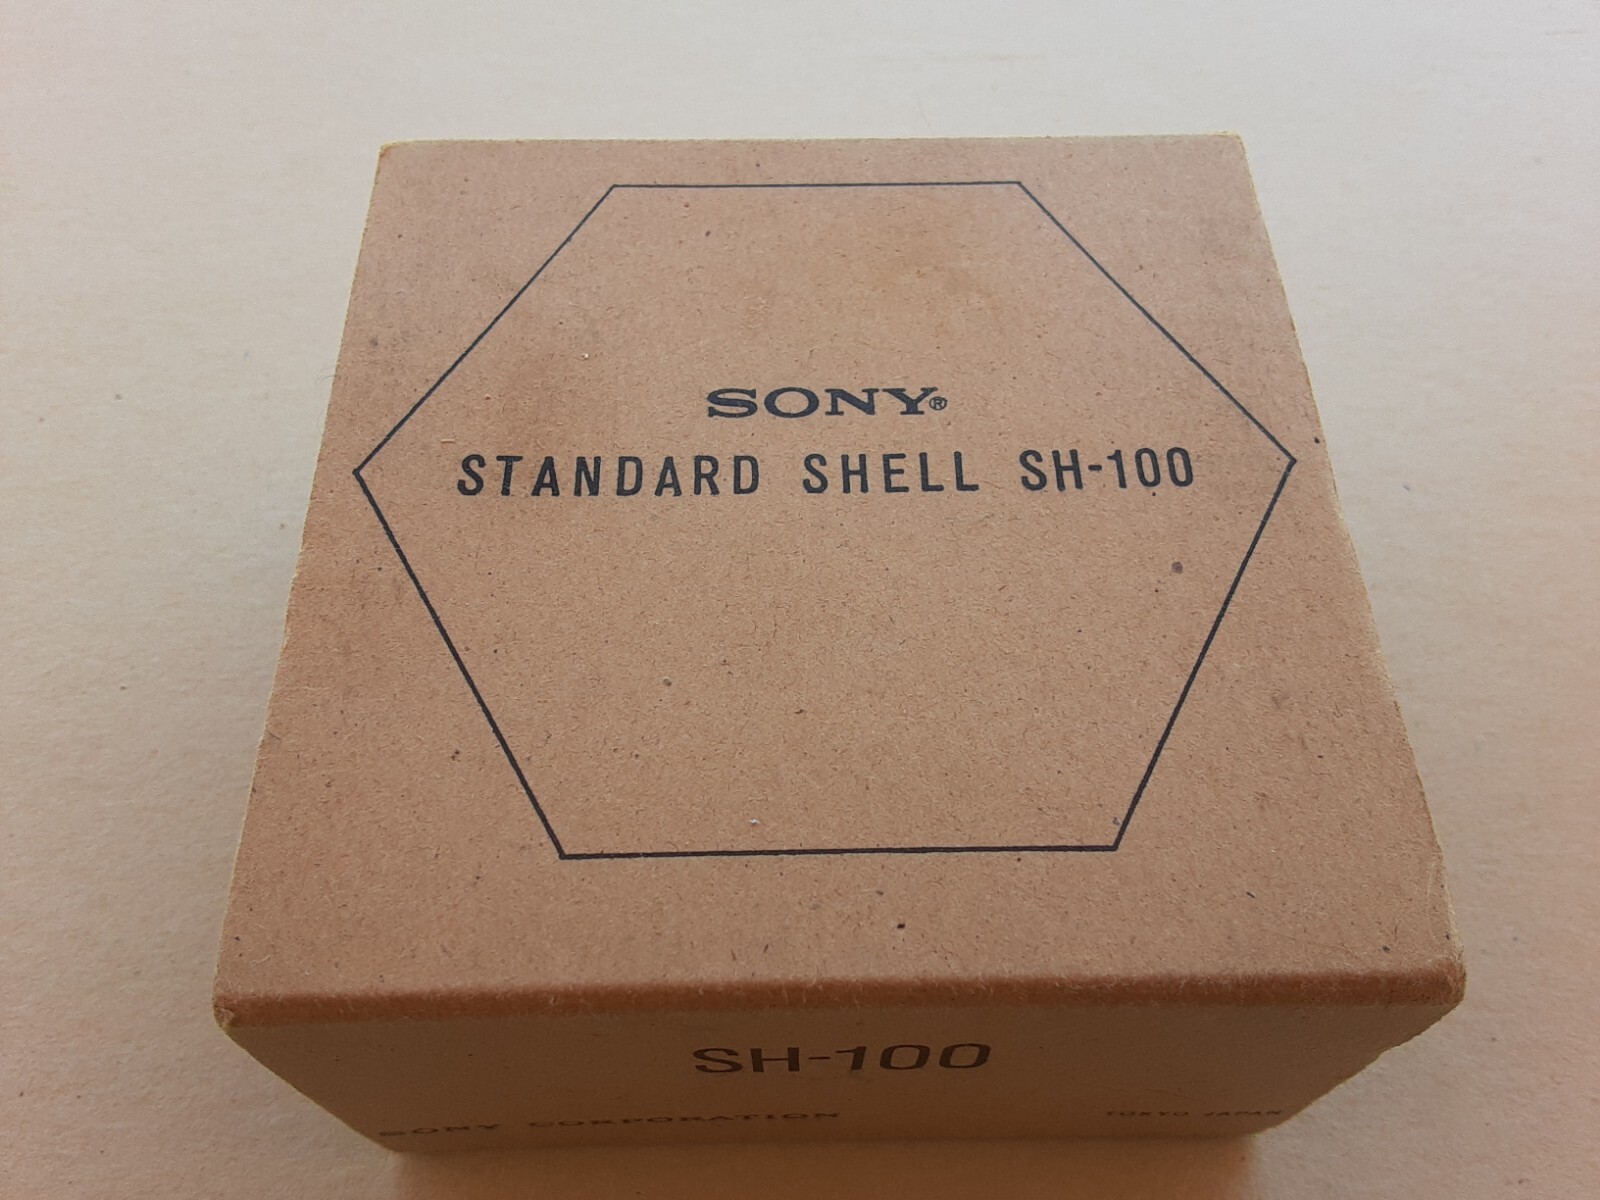 SONY®
STANDARD SHELL SH-100
SH-100
SONY CORPORATION
TOKYO JAPAN